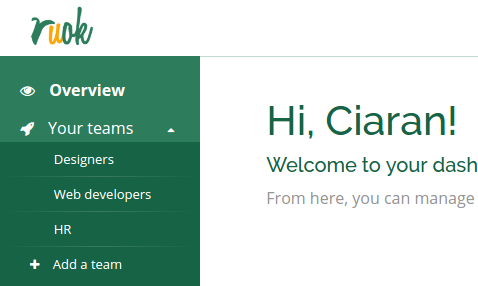 ruok
Overview
Your teams
Designers
Web developers
HR
Add a team
Hi, Ciaran!
Welcome to your dash
From here, you can manage